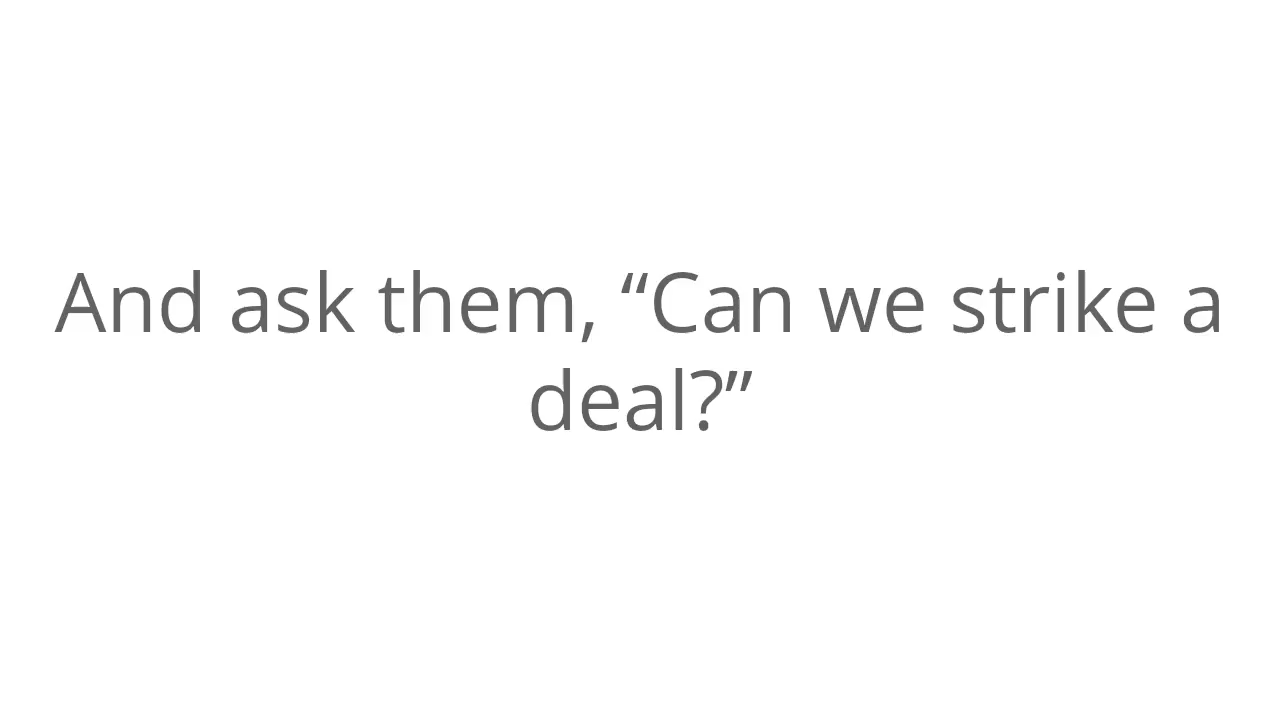 And ask them, “Can we strike a
deal?”